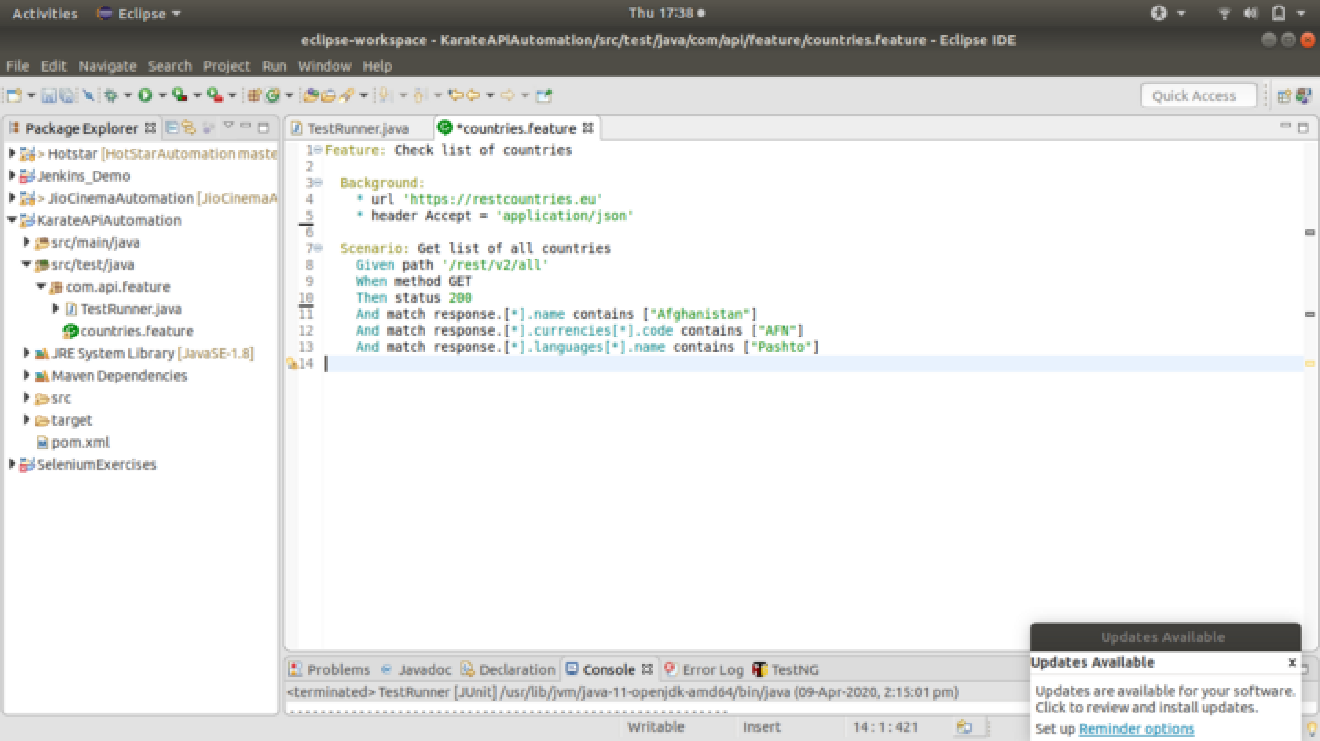 Activities Eclipse Thu 17:38
eclipse-workspace - KarateAPIAutomation/src/test/java/com/api/feature/countries.feature - Eclipse IDE
File Edit Navigate Search Project Run Window Help
Quick Access
Package Explorer
TestRunner.java *countries.feature
> Hotstar [HotStarAutomation maste
Jenkins_Demo
> JioCinemaAutomation [JioCinemaA
KarateAPIAutomation
src/main/java
src/test/java
com.api.feature
TestRunner.java
countries.feature
JRE System Library [JavaSE-1.8]
Maven Dependencies
src
target
pom.xml
SeleniumExercises
1 Feature: Check list of countries
2
3 Background:
4 * url 'https://restcountries.eu'
5 * header Accept = 'application/json'
6
7 Scenario: Get list of all countries
8 Given path '/rest/v2/all'
9 When method GET
10 Then status 200
11 And match response.[*].name contains ["Afghanistan"]
12 And match response.[*].currencies[*].code contains ["AFN"]
13 And match response.[*].languages[*].name contains ["Pashto"]
14
Problems Javadoc Declaration Console Error Log TestNG
<terminated> TestRunner [JUnit] /usr/lib/jvm/java-11-openjdk-amd64/bin/java (09-Apr-2020, 2:15:01 pm)
Writable Insert 14:1:421
Updates Available
Updates Available x
Updates are available for your software.
Click to review and install updates.
Set up Reminder options